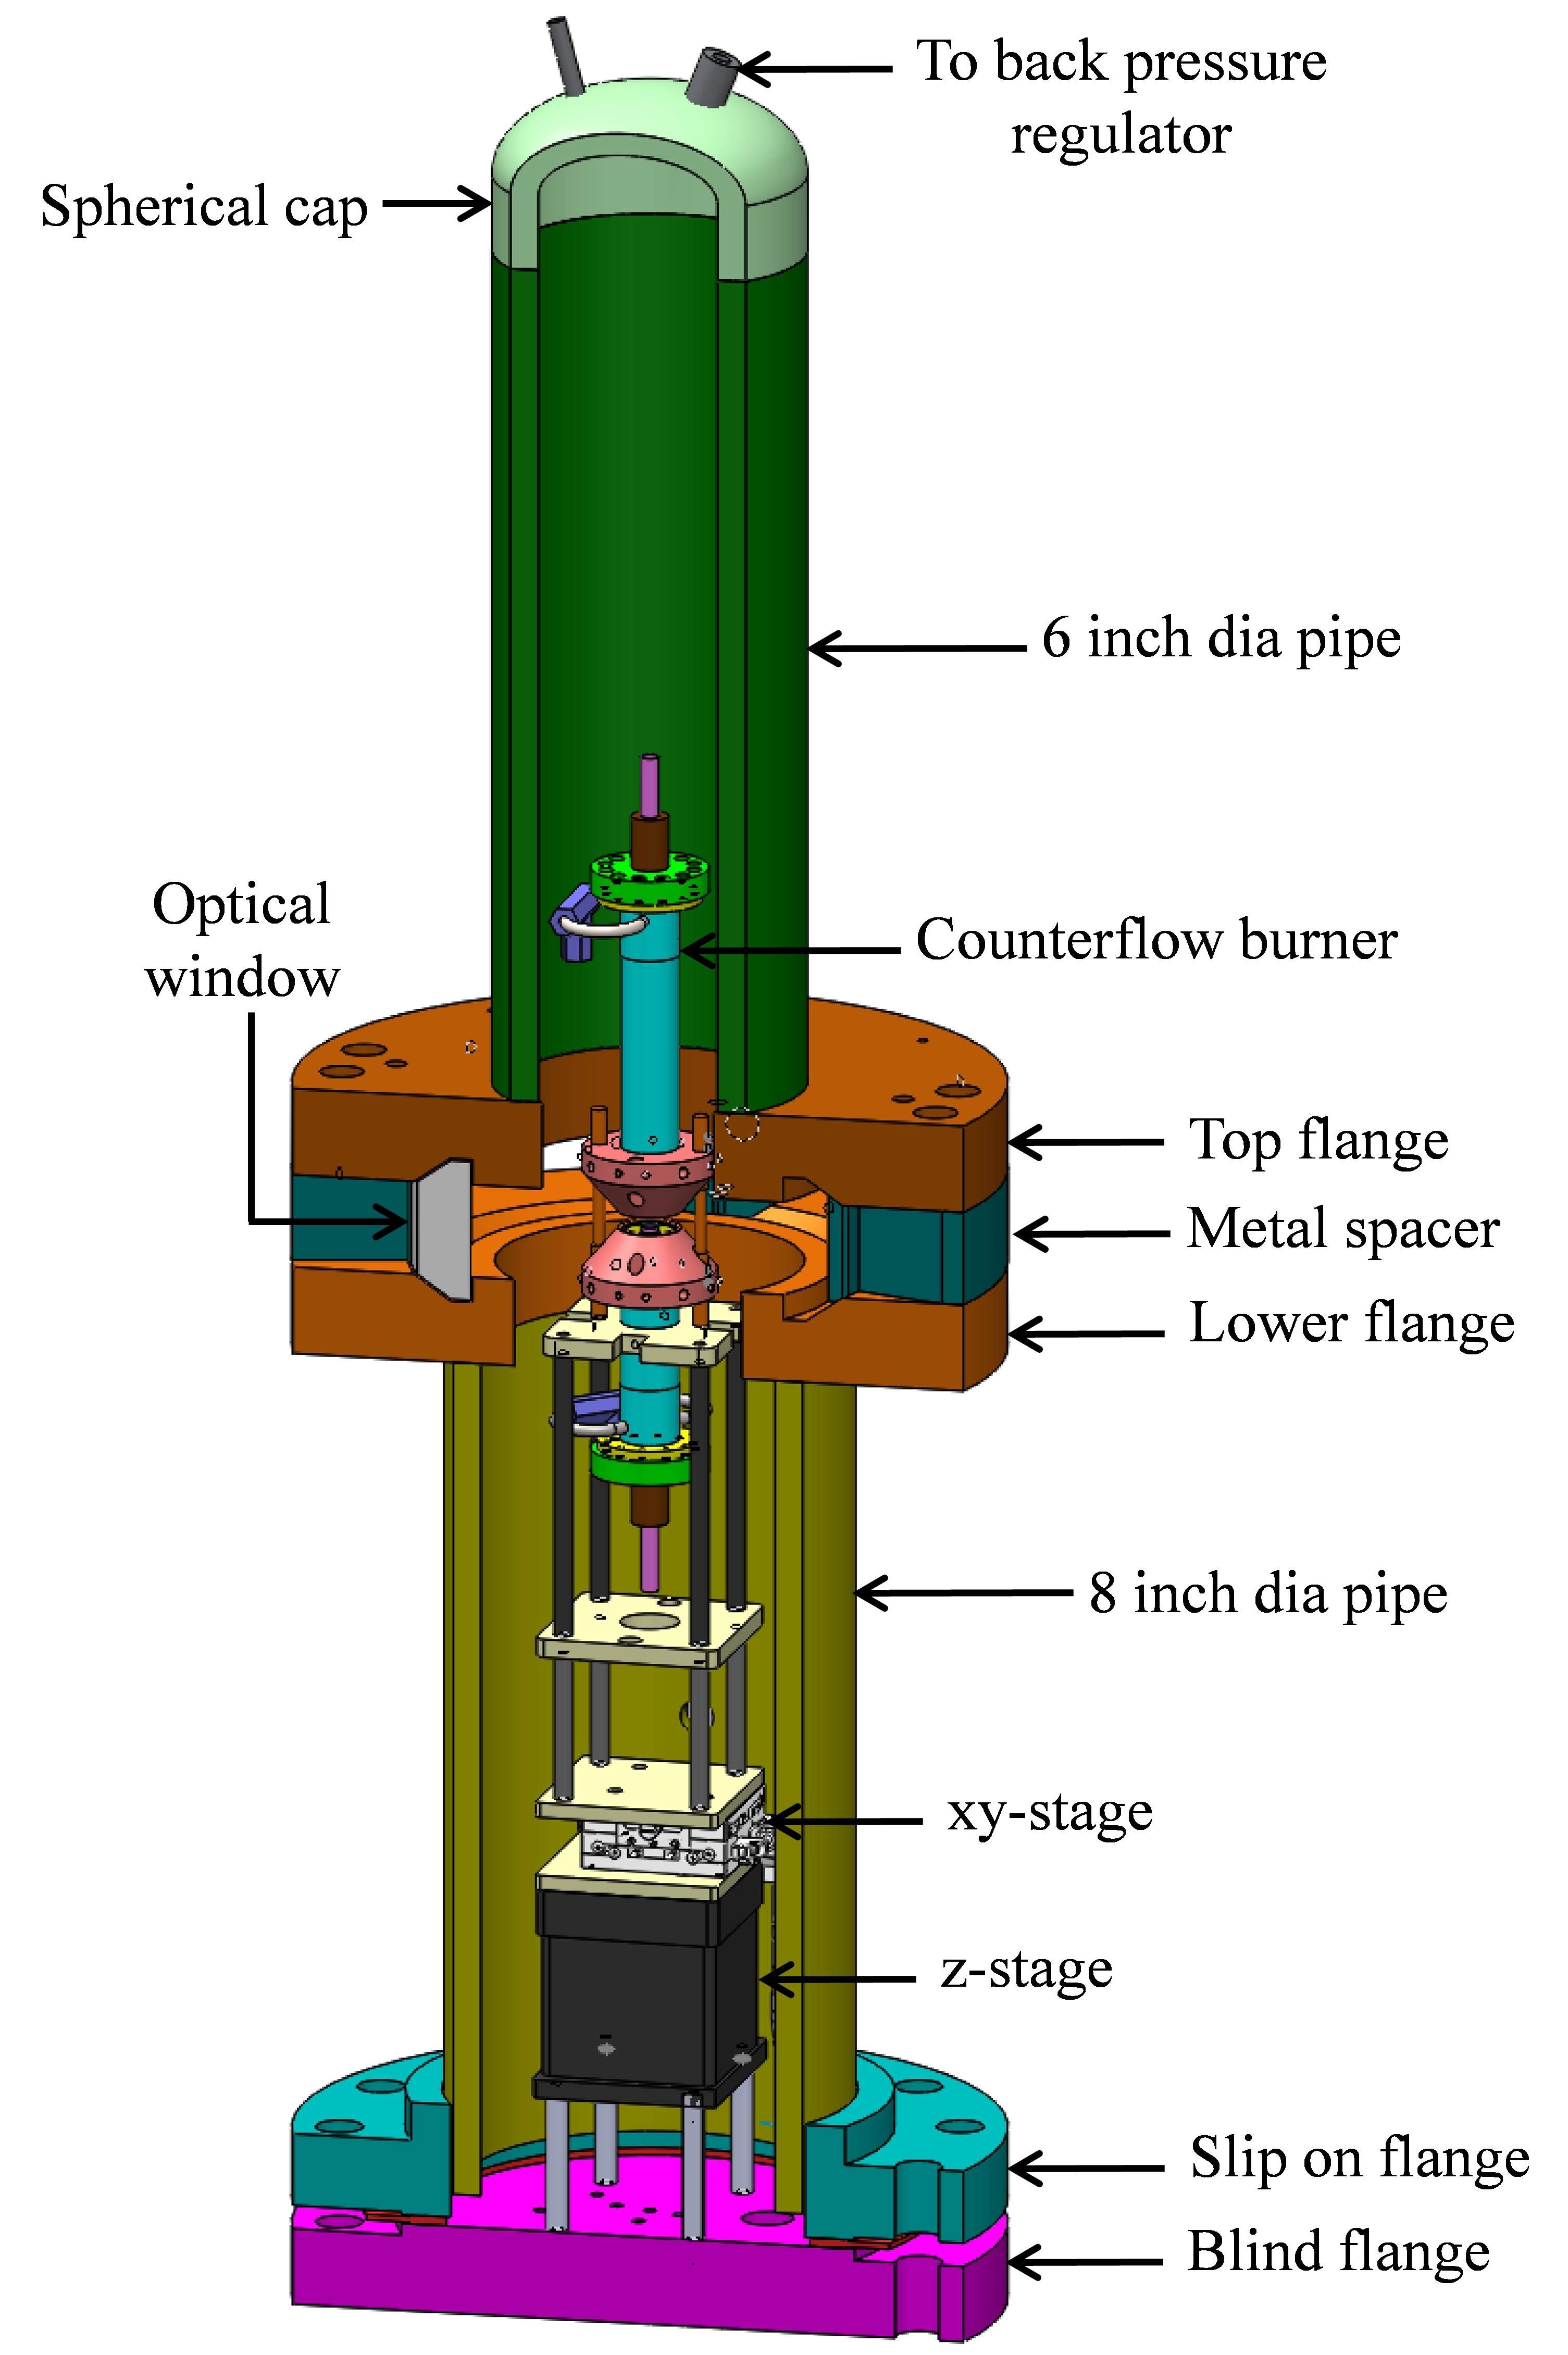 To back pressure
regulator
Spherical cap
6 inch dia pipe
Optical
window
Counterflow burner
Top flange
Metal spacer
Lower flange
8 inch dia pipe
xy-stage
z-stage
Slip on flange
Blind flange